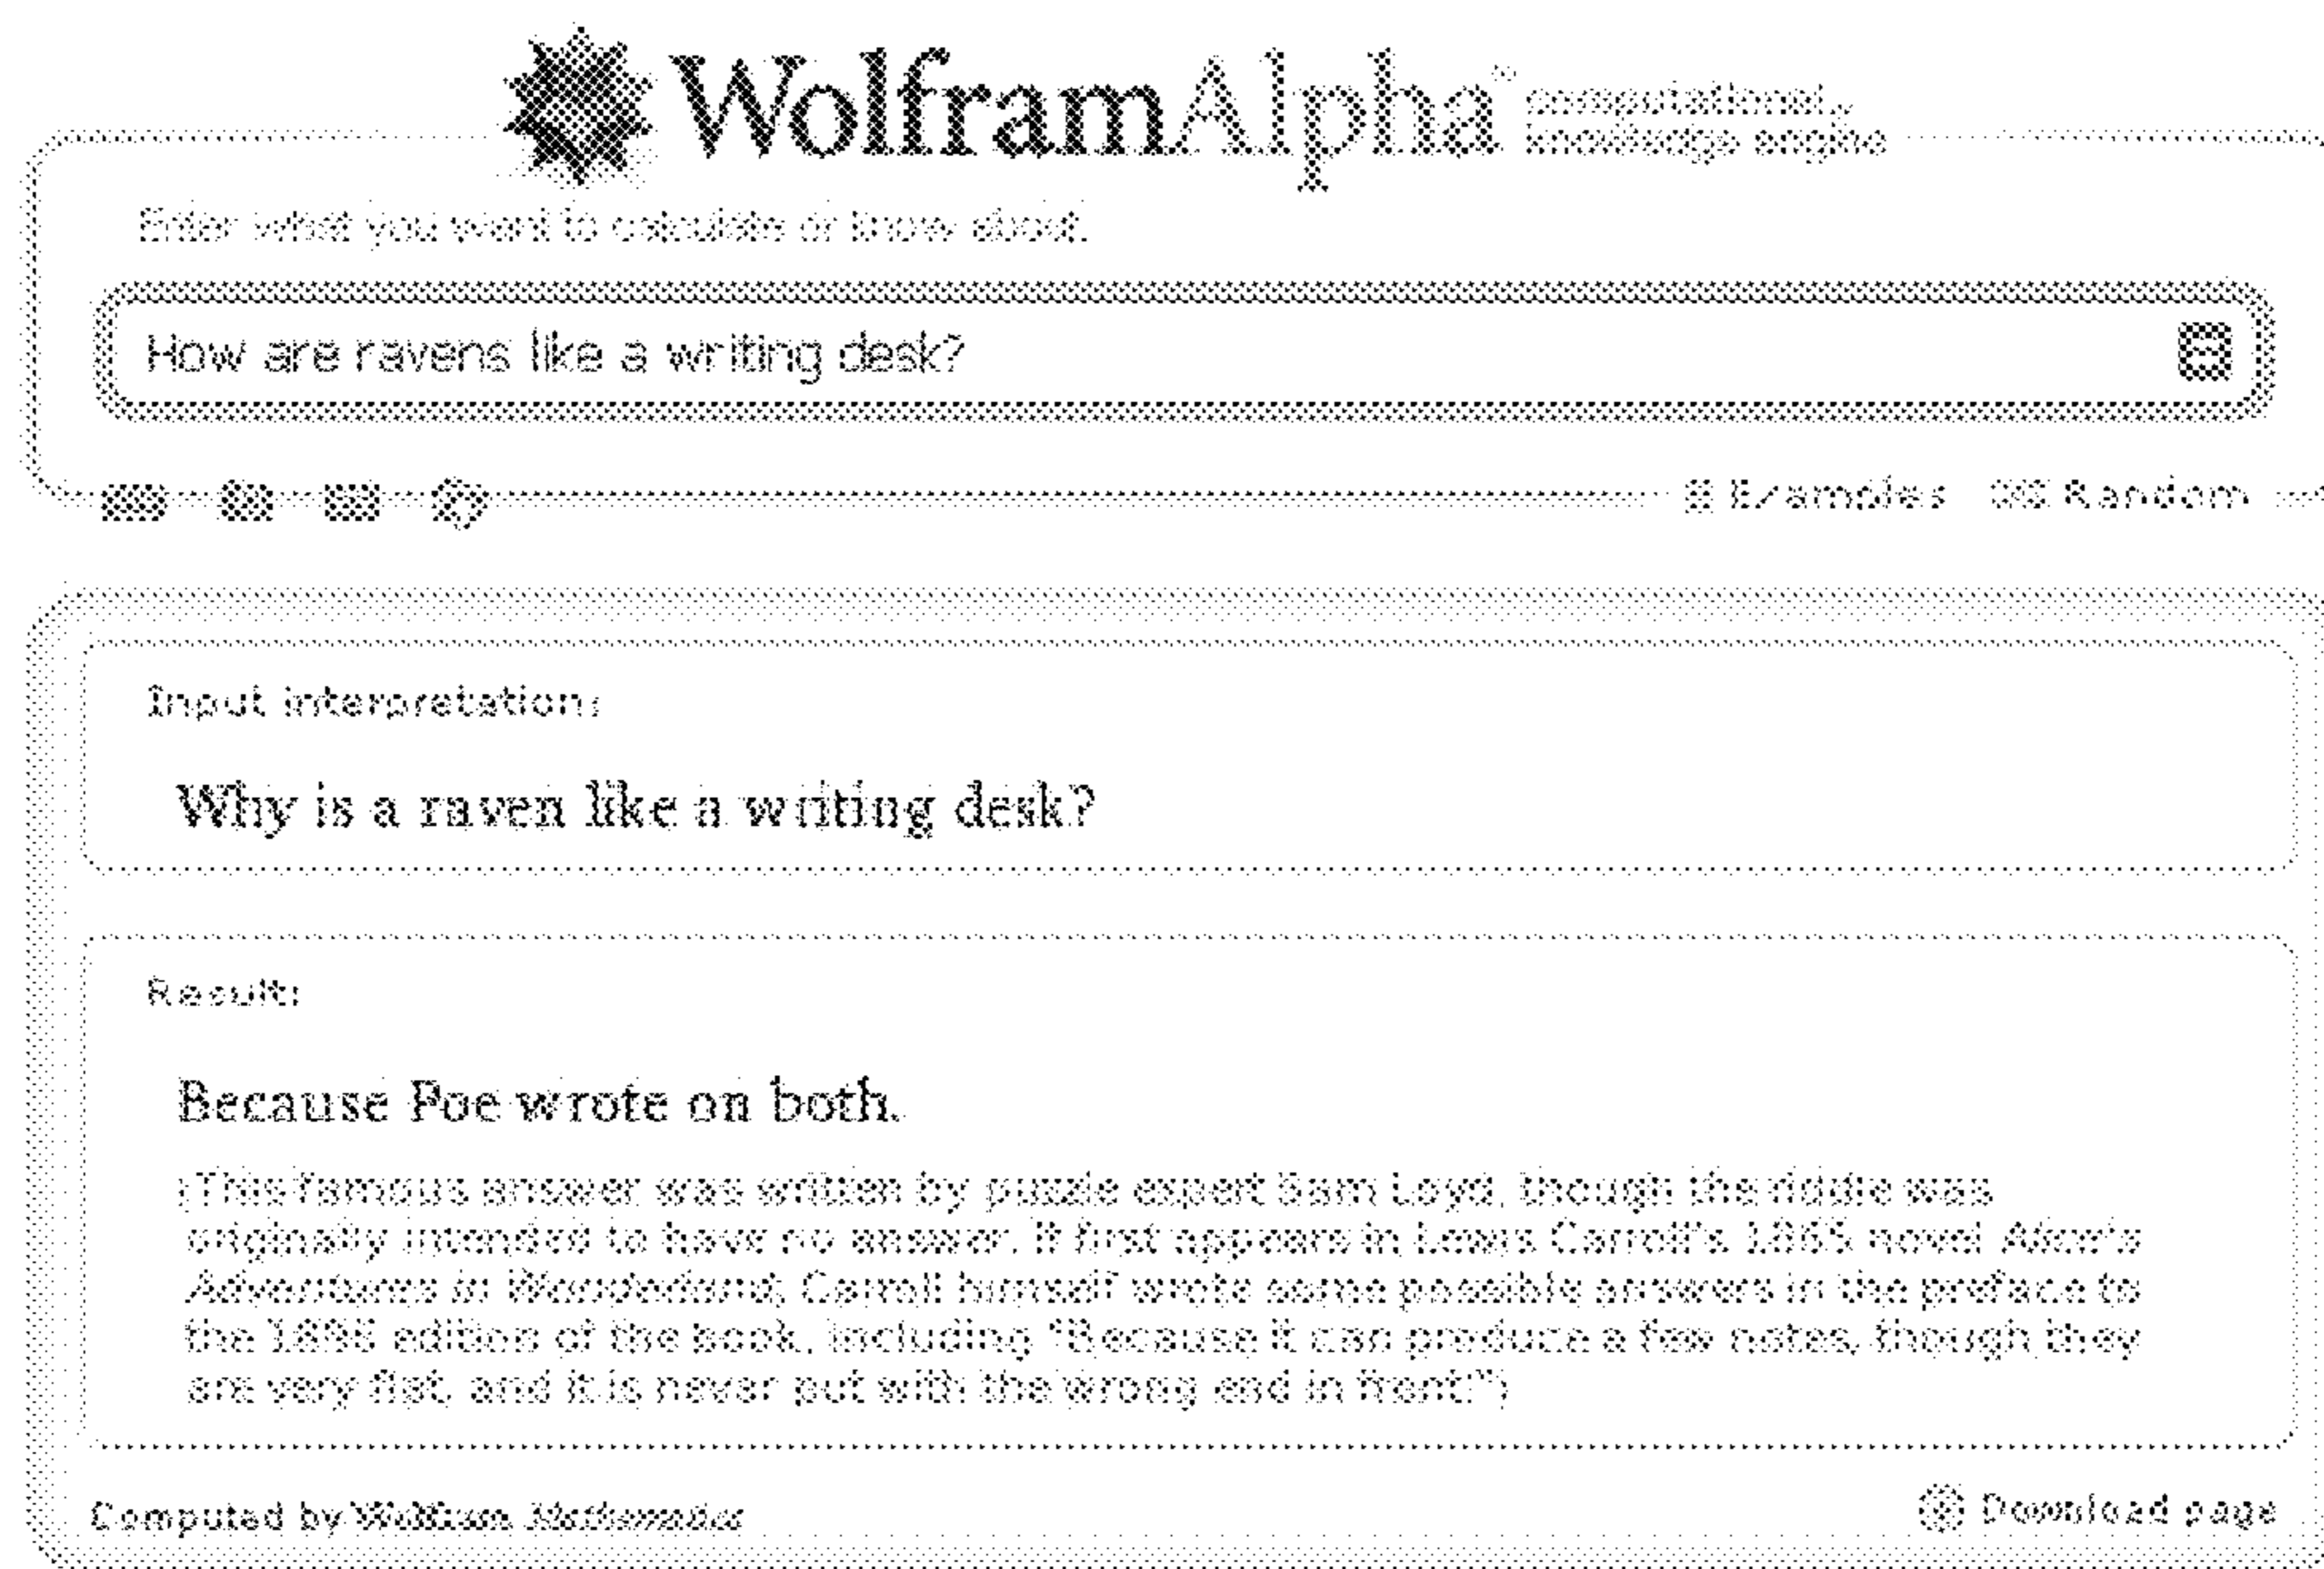 WolframAlpha computational knowledge engine
Enter what you want to calculate or know about.
How are ravens like a writing desk?
Examples Random
Input interpretation:
Why is a raven like a writing desk?
Result:
Because Poe wrote on both.
(This famous answer was written by puzzle expert Sam Loyd, though the riddle was
originally intended to have no answer. It first appears in Lewis Carroll's 1865 novel Alice's
Adventures in Wonderland; Carroll himself wrote some possible answers in the preface to
the 1896 edition of the book, including "Because it can produce a few notes, though they
are very flat; and it is never put with the wrong end in front!")
Computed by Wolfram Mathematica
Download page